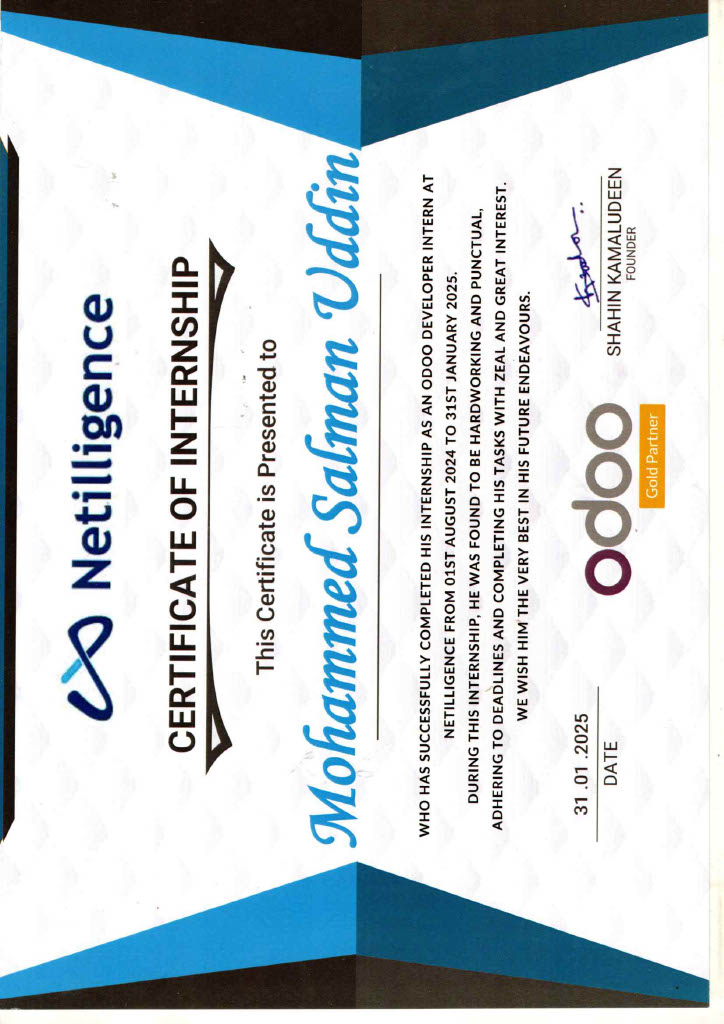 Netilligence
CERTIFICATE OF INTERNSHIP
This Certificate is Presented to
Mohammed Salman Uddin
WHO HAS SUCCESSFULLY COMPLETED HIS INTERNSHIP AS AN ODOO DEVELOPER INTERN AT
NETILLIGENCE FROM 01ST AUGUST 2024 TO 31ST JANUARY 2025.
DURING THIS INTERNSHIP, HE WAS FOUND TO BE HARDWORKING AND PUNCTUAL,
ADHERING TO DEADLINES AND COMPLETING HIS TASKS WITH ZEAL AND GREAT INTEREST.
WE WISH HIM THE VERY BEST IN HIS FUTURE ENDEAVOURS.
31 .01 .2025
DATE
odoo
Gold Partner
SHAHIN KAMALUDEEN
FOUNDER